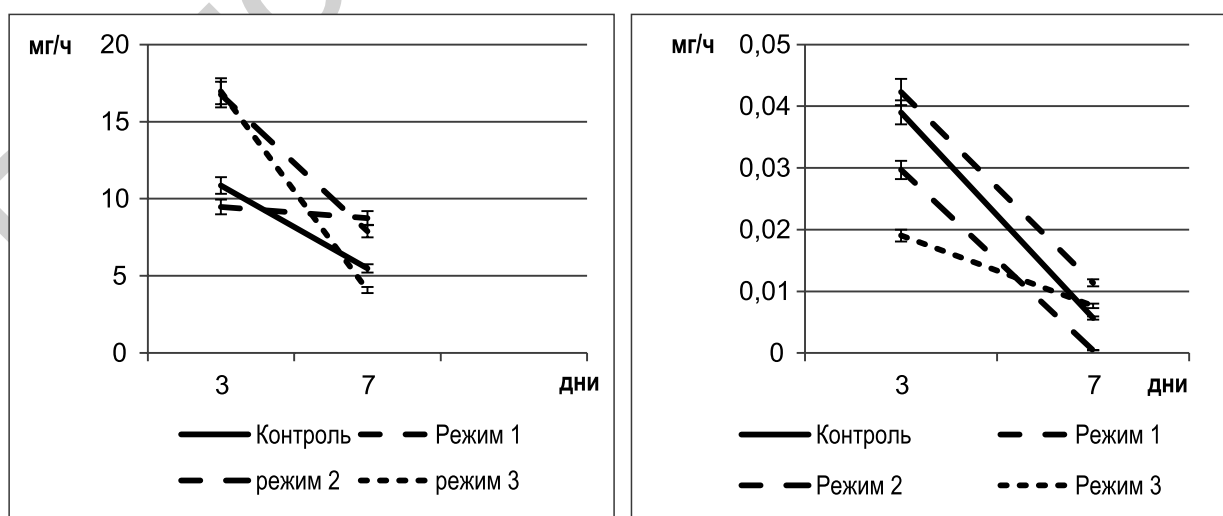 мг/ч
20
15
10
5
0
3
7
дни
Контроль
Режим 1
режим 2
режим 3
мг/ч
0,05
0,04
0,03
0,02
0,01
0
3
7
дни
Контроль
Режим 1
Режим 2
Режим 3